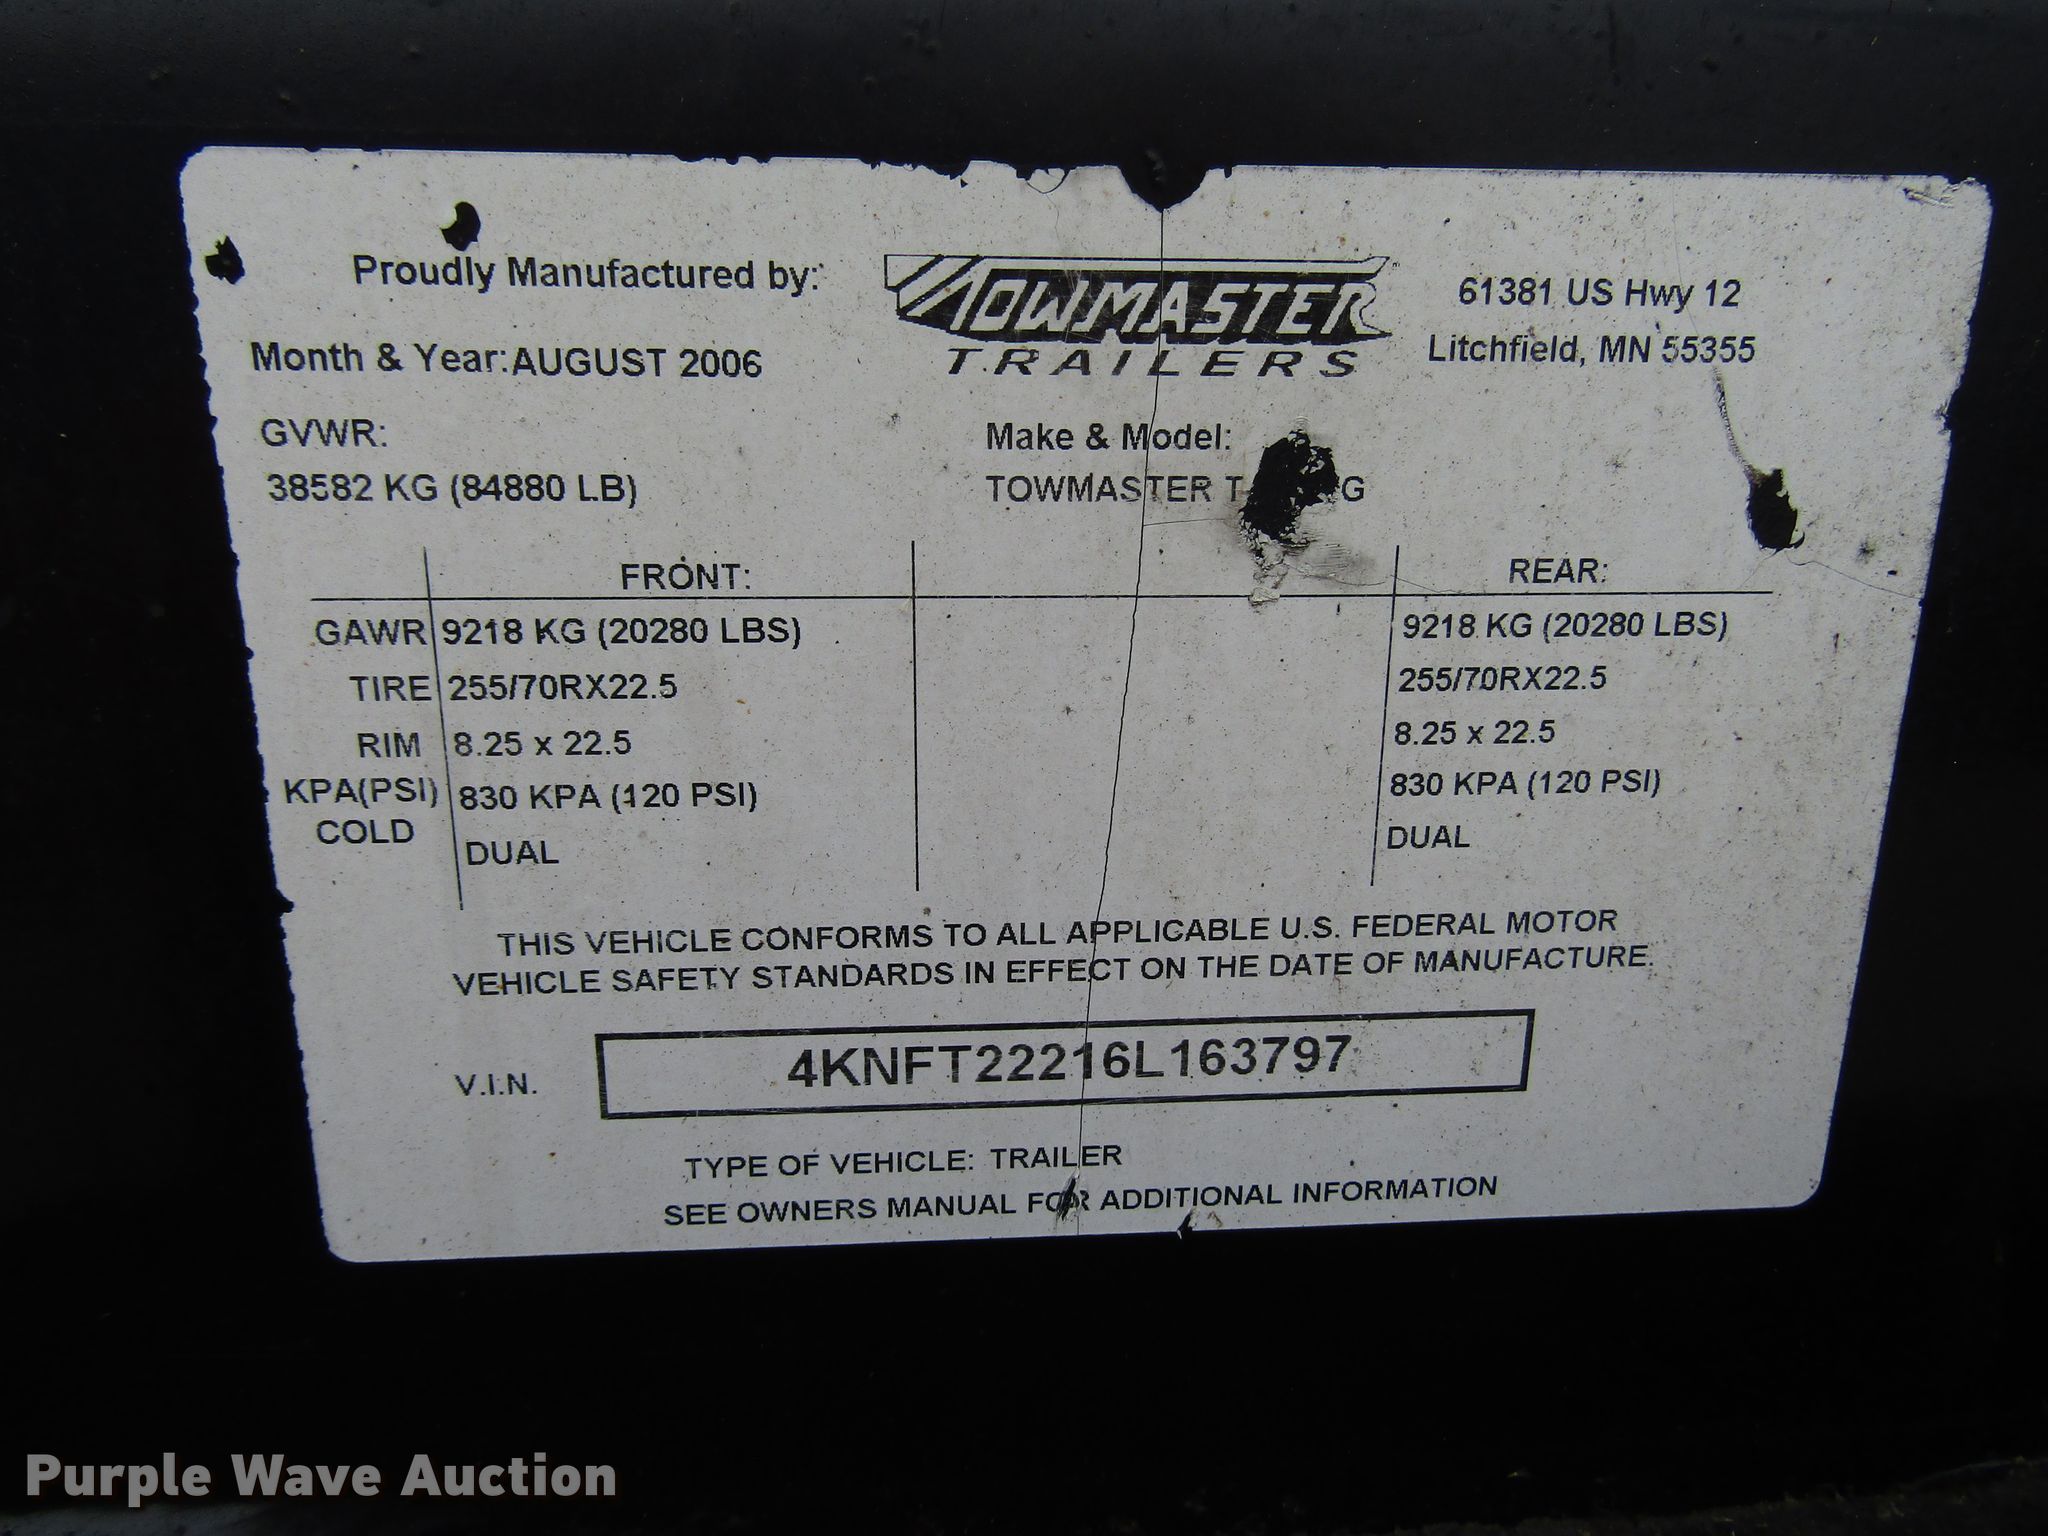 Proudly Manufactured by:
TOWMASTER
TRAILERS
61381 US Hwy 12
Litchfield, MN 55355
Month & Year: AUGUST 2006
GVWR:
38582 KG (84880 LB)
Make & Model:
TOWMASTER
FRONT:
REAR:
GAWR 9218 KG (20280 LBS) 9218 KG (20280 LBS)
TIRE 255/70RX22.5 255/70RX22.5
RIM 8.25 x 22.5 8.25 x 22.5
KPA(PSI) 830 KPA (120 PSI) 830 KPA (120 PSI)
COLD DUAL DUAL
THIS VEHICLE CONFORMS TO ALL APPLICABLE U.S. FEDERAL MOTOR
VEHICLE SAFETY STANDARDS IN EFFECT ON THE DATE OF MANUFACTURE.
V.I.N. 4KNFT22216L163797
TYPE OF VEHICLE: TRAILER
SEE OWNERS MANUAL FOR ADDITIONAL INFORMATION
Purple Wave Auction